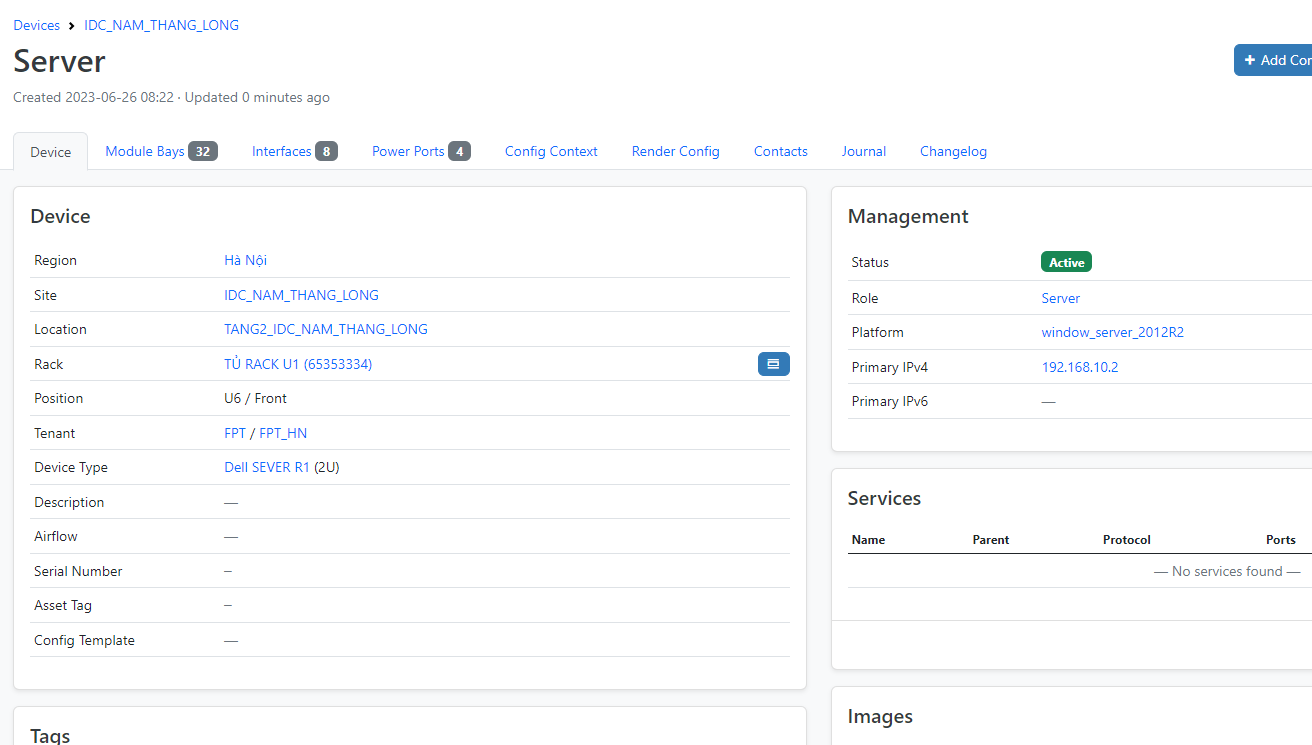 Devices > IDC_NAM_THANG_LONG
Server
+ Add Con
Created 2023-06-26 08:22 · Updated 0 minutes ago
Device Module Bays 32 Interfaces 8 Power Ports 4 Config Context Render Config Contacts Journal Changelog
Device
Region Hà Nội
Site IDC_NAM_THANG_LONG
Location TANG2_IDC_NAM_THANG_LONG
Rack TỦ RACK U1 (65353334)
Position U6 / Front
Tenant FPT / FPT_HN
Device Type Dell SEVER R1 (2U)
Description —
Airflow —
Serial Number –
Asset Tag –
Config Template —
Tags
Management
Status Active
Role Server
Platform window_server_2012R2
Primary IPv4 192.168.10.2
Primary IPv6 —
Services
Name Parent Protocol Ports
— No services found —
Images